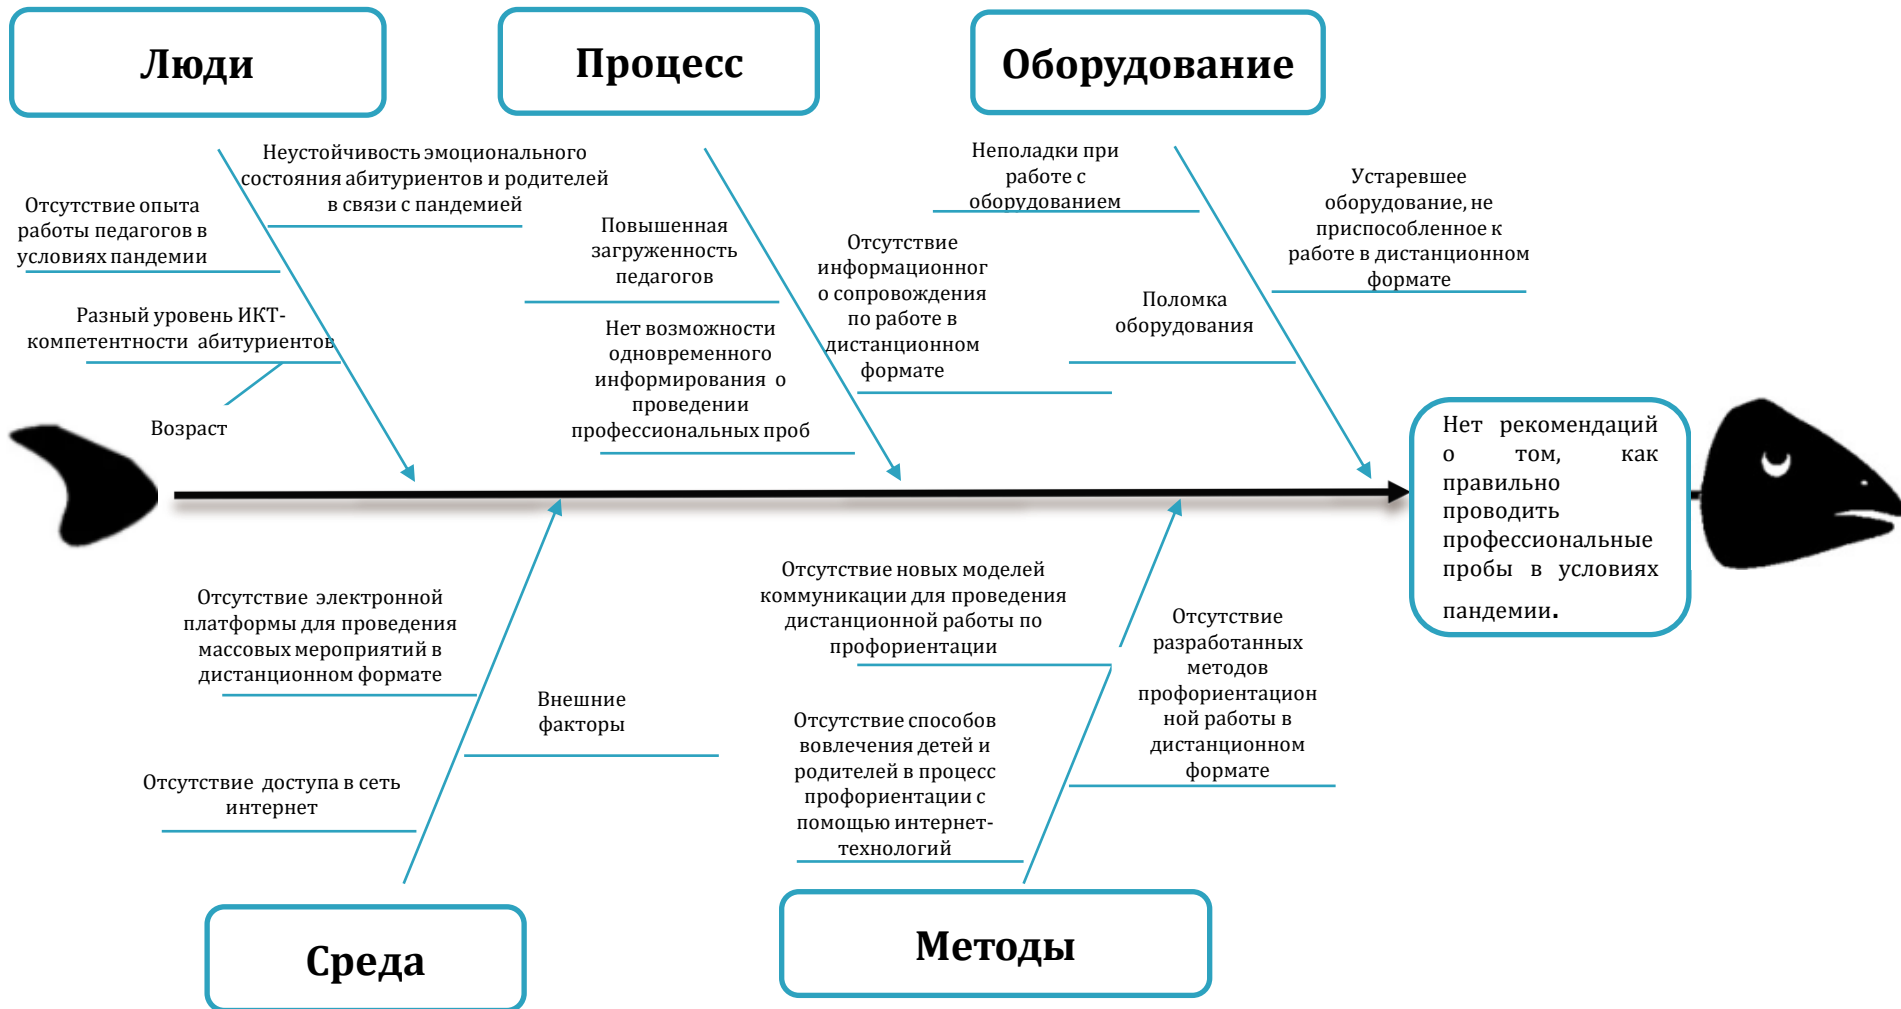 Люди
Процесс
Оборудование
Неустойчивость эмоционального
состояния абитуриентов и родителей
в связи с пандемией
Отсутствие опыта
работы педагогов в
условиях пандемии
Разный уровень ИКТ-
компетентности абитуриентов
Возраст
Повышенная
загруженность
педагогов
Нет возможности
одновременного
информирования о
проведении
профессиональных проб
Отсутствие
информационног
о сопровождения
по работе в
дистанционном
формате
Неполадки при
работе с
оборудованием
Поломка
оборудования
Устаревшее
оборудование, не
приспособленное к
работе в дистанционном
формате
Нет рекомендаций
о том, как
правильно
проводить
профессиональные
пробы в условиях
пандемии.
Отсутствие электронной
платформы для проведения
массовых мероприятий в
дистанционном формате
Внешние
факторы
Отсутствие доступа в сеть
интернет
Отсутствие новых моделей
коммуникации для проведения
дистанционной работы по
профориентации
Отсутствие способов
вовлечения детей и
родителей в процесс
профориентации с
помощью интернет-
технологий
Отсутствие
разработанных
методов
профориентацион
ной работы в
дистанционном
формате
Среда
Методы